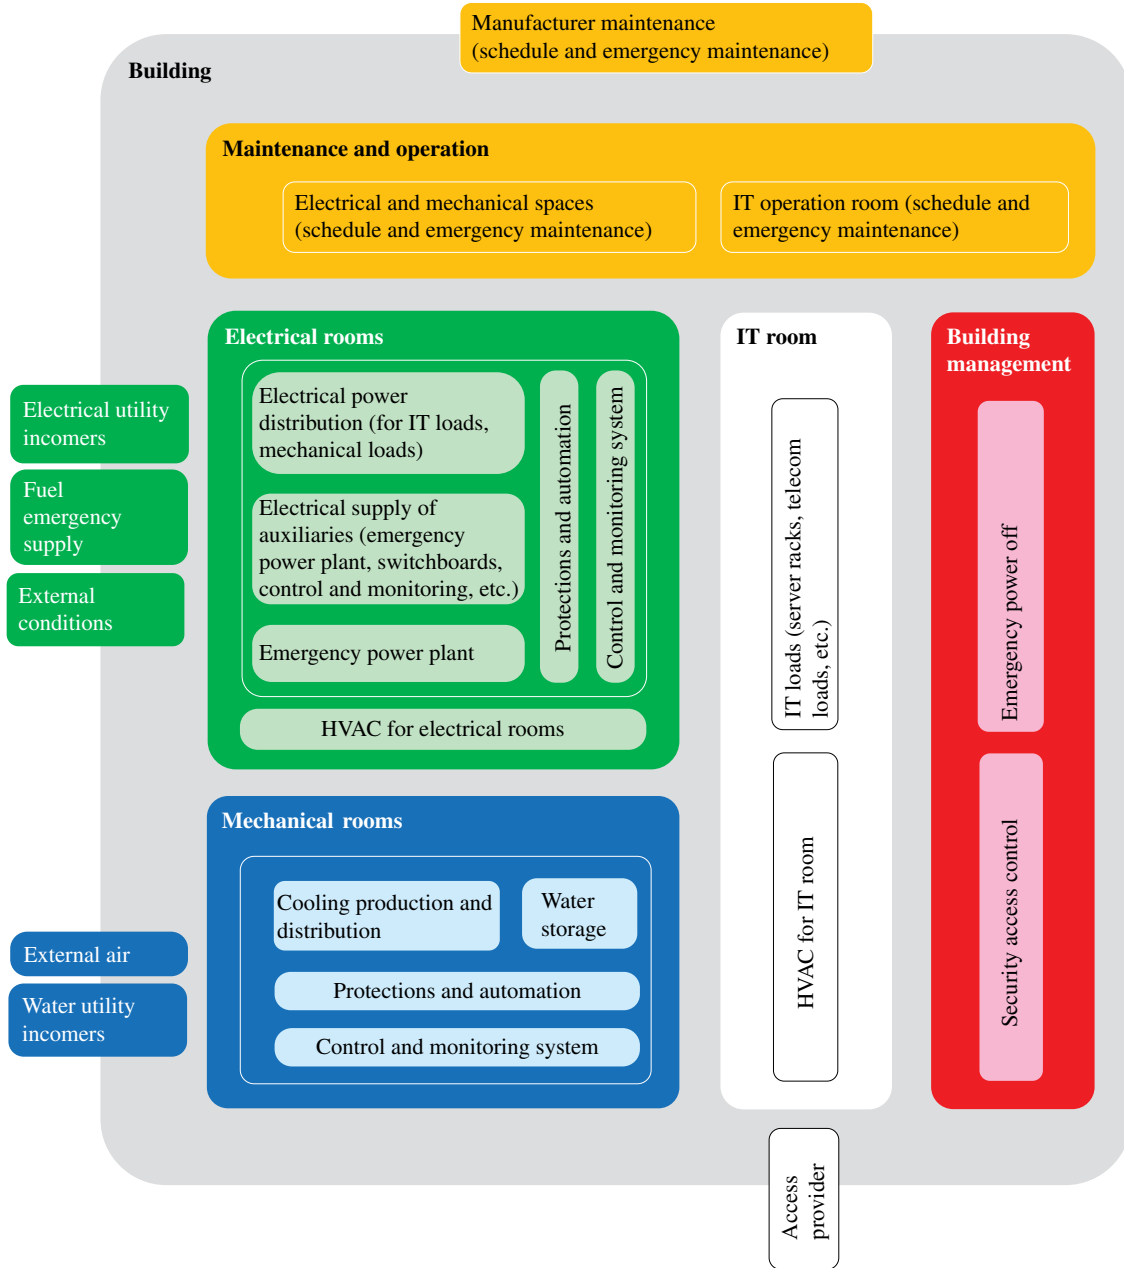 Manufacturer maintenance
(schedule and emergency maintenance)
Building
Maintenance and operation
Electrical and mechanical spaces
(schedule and emergency maintenance)
IT operation room (schedule and
emergency maintenance)
Electrical rooms
Electrical power
distribution (for IT loads,
mechanical loads)
Electrical supply of
auxiliaries (emergency
power plant, switchboards,
control and monitoring, etc.)
Emergency power plant
Protections and automation
Control and monitoring system
HVAC for electrical rooms
Electrical utility
incomers
Fuel
emergency
supply
External
conditions
IT room
IT loads (server racks, telecom
loads, etc.)
HVAC for IT room
Building
management
Emergency power off
Security access control
Mechanical rooms
Cooling production and
distribution
Water
storage
Protections and automation
Control and monitoring system
External air
Water utility
incomers
Access
provider